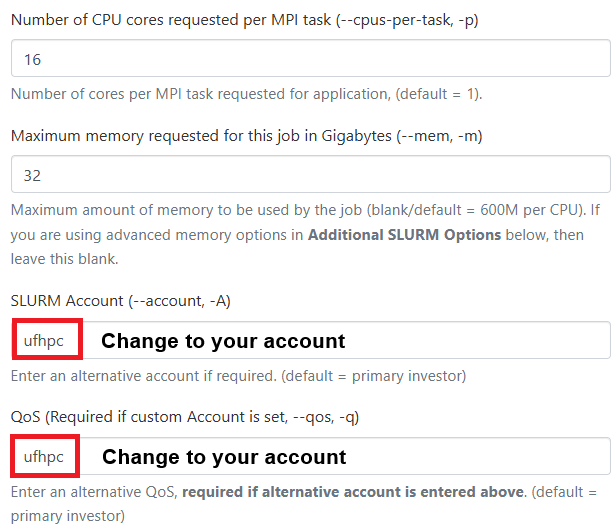 Number of CPU cores requested per MPI task (--cpus-per-task, -p)
16
Number of cores per MPI task requested for application, (default = 1).
Maximum memory requested for this job in Gigabytes (--mem, -m)
32
Maximum amount of memory to be used by the job (blank/default = 600M per CPU). If
you are using advanced memory options in Additional SLURM Options below, then
leave this blank.
SLURM Account (--account, -A)
ufhpc Change to your account
Enter an alternative account if required. (default = primary investor)
QoS (Required if custom Account is set, --qos, -q)
ufhpc Change to your account
Enter an alternative QoS, required if alternative account is entered above. (default =
primary investor)